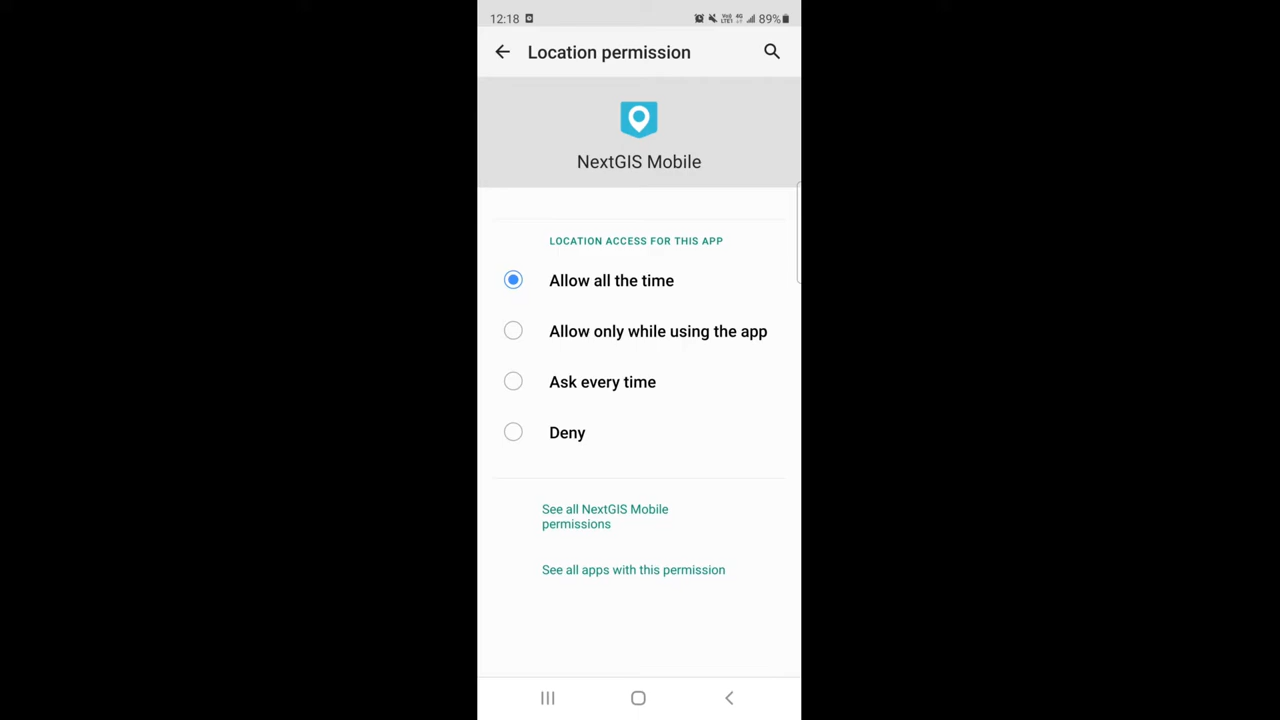 12:18 89%
Location permission
NextGIS Mobile
LOCATION ACCESS FOR THIS APP
Allow all the time
Allow only while using the app
Ask every time
Deny
See all NextGIS Mobile
permissions
See all apps with this permission